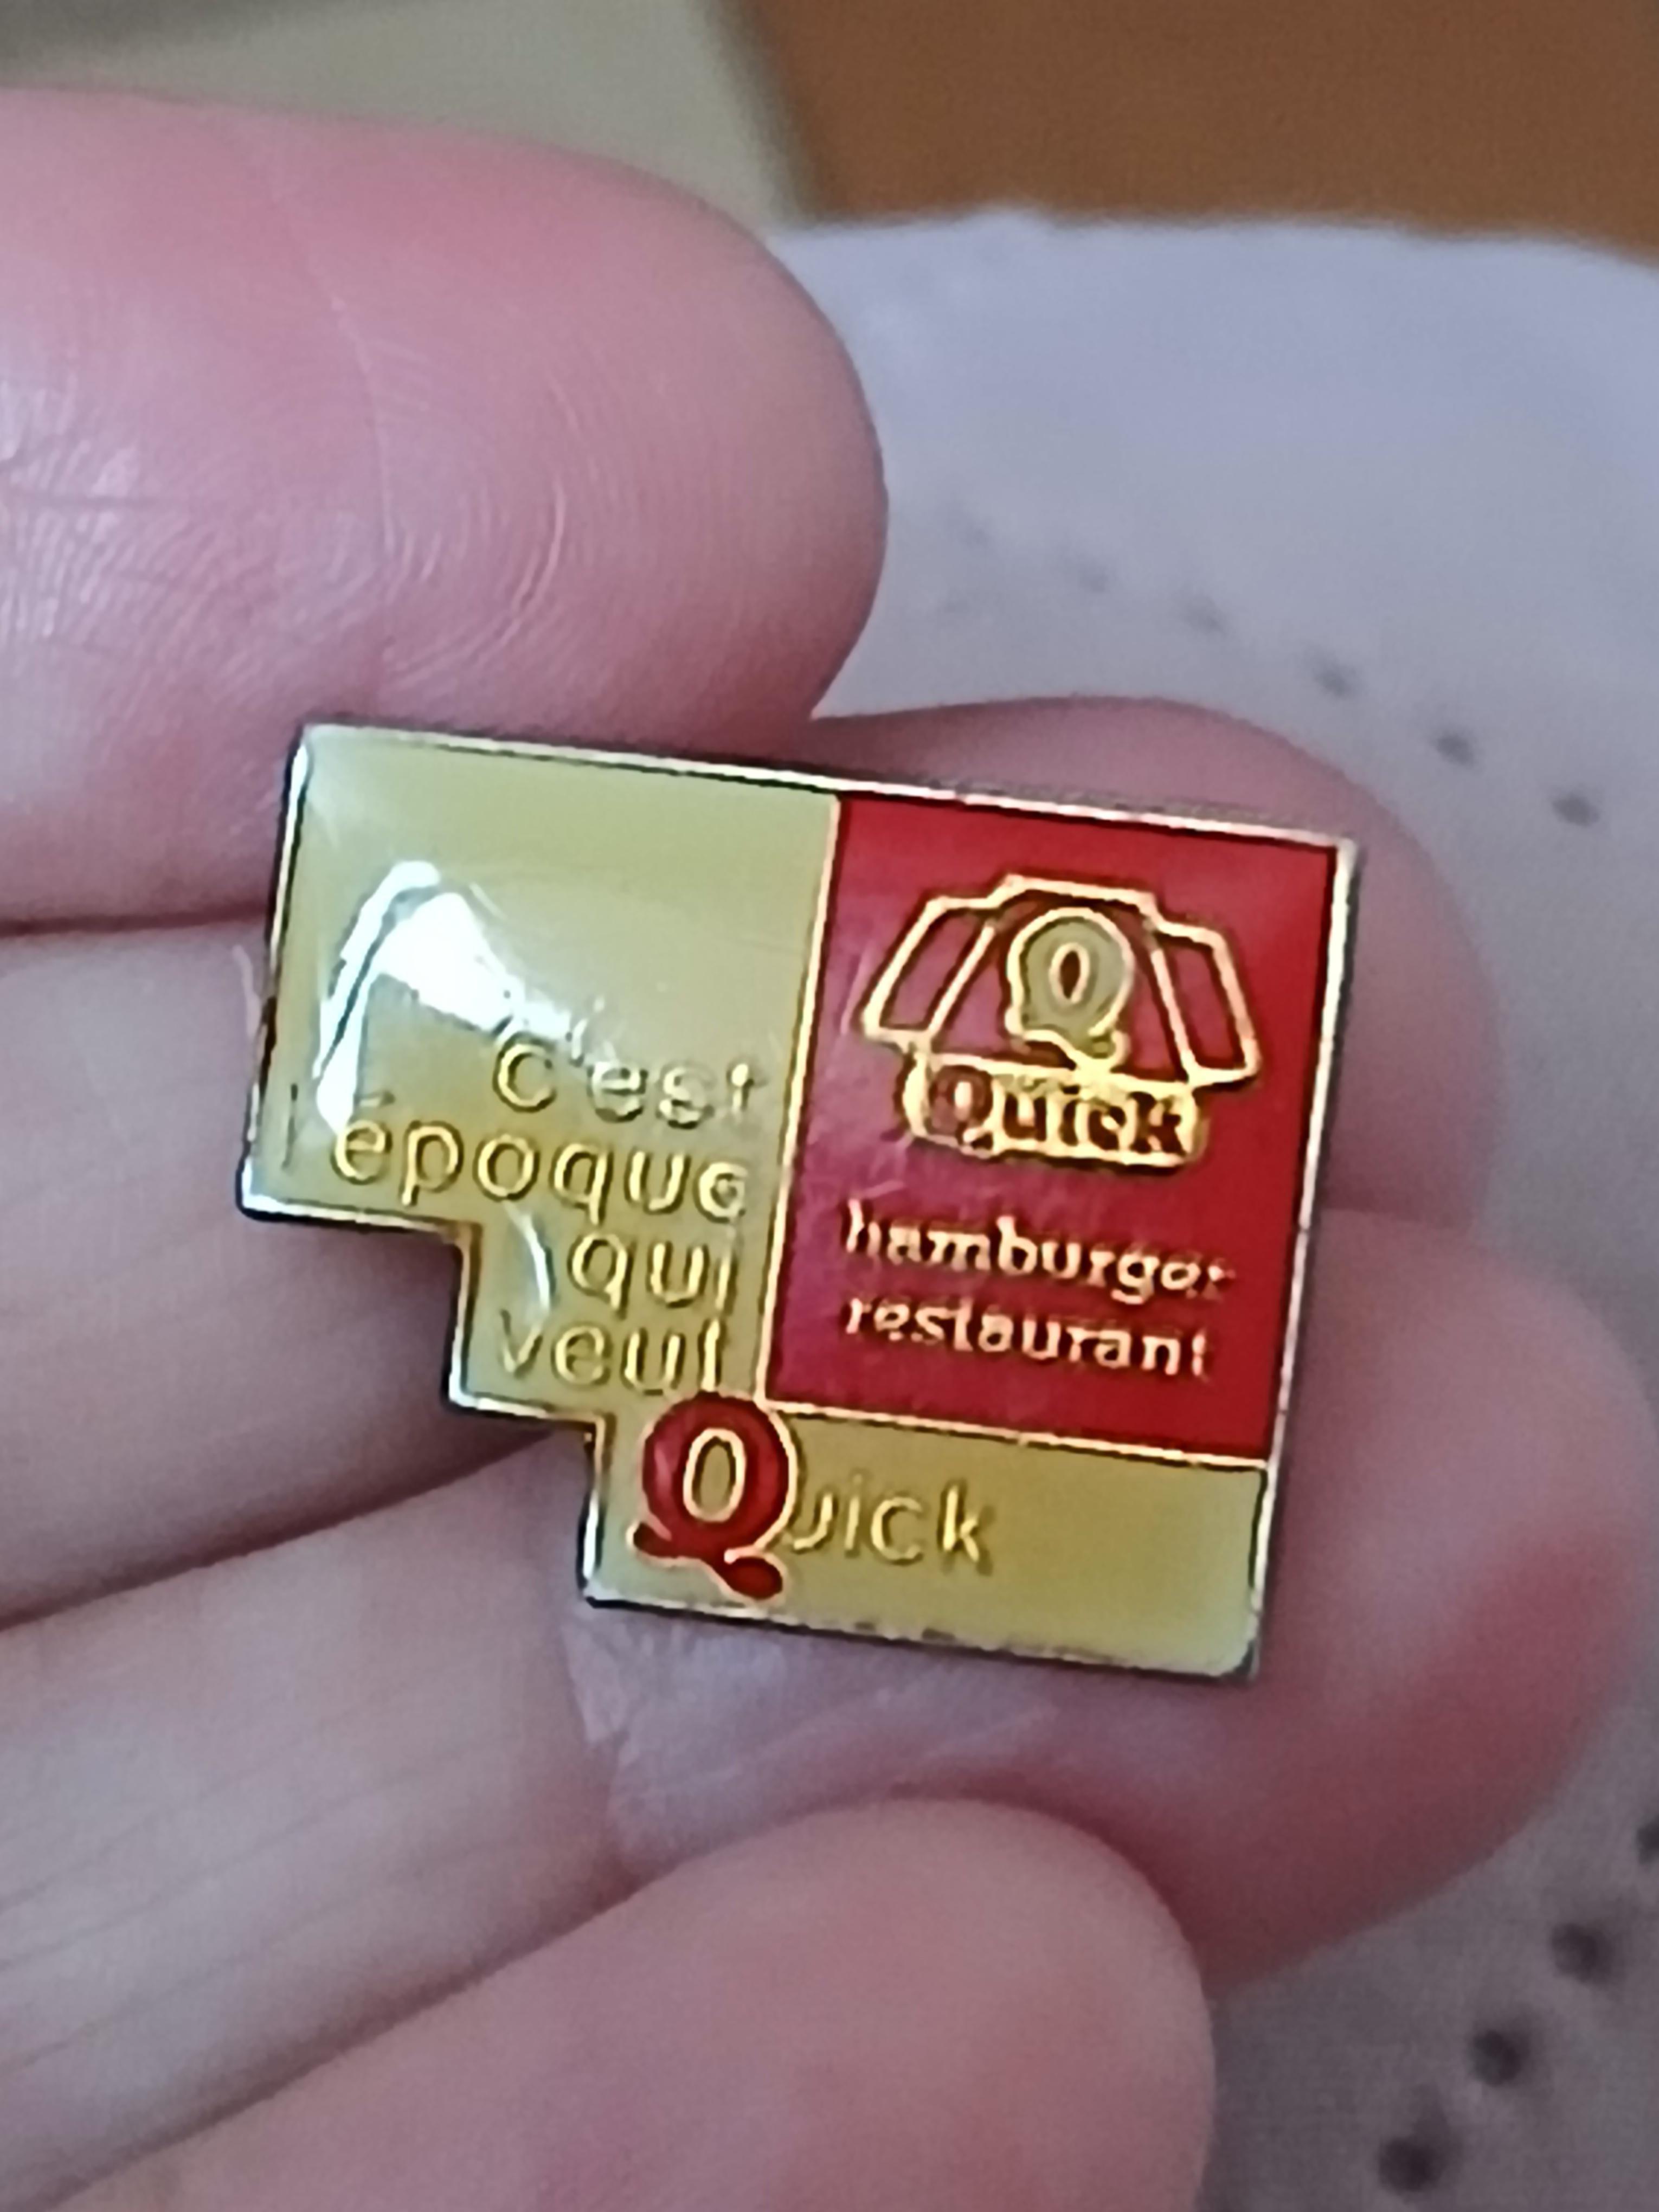 c'est
l'époque
qui
veut
Quick
Q
Quick
hamburger
restaurant